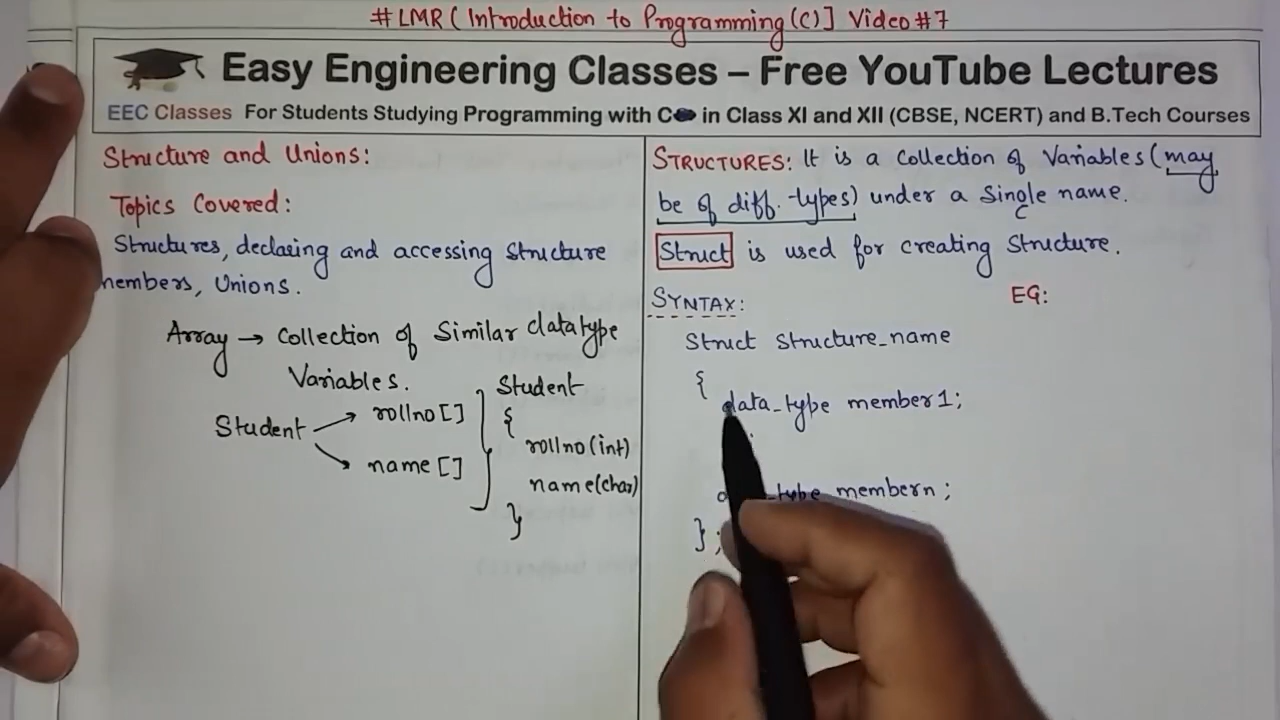 #LMR (Introduction to Programming (C)] Video #7
Easy Engineering Classes – Free YouTube Lectures
EEC Classes For Students Studying Programming with C in Class XI and XII (CBSE, NCERT) and B.Tech Courses
Structure and Unions:
Topics Covered:
Structures, declaring and accessing structure
members, Unions.
Array → Collection of Similar datatype
Variables.
Student → rollno []
→ name []
Student
{
rollno (int)
name (char)
}
STRUCTURES: It is a Collection of Variables (may
be of diff. types) under a Single name.
C
Struct is used for creating Structure.
SYNTAX:
EG:
Struct Structure_name
{
data_type member1;
type membern;
};